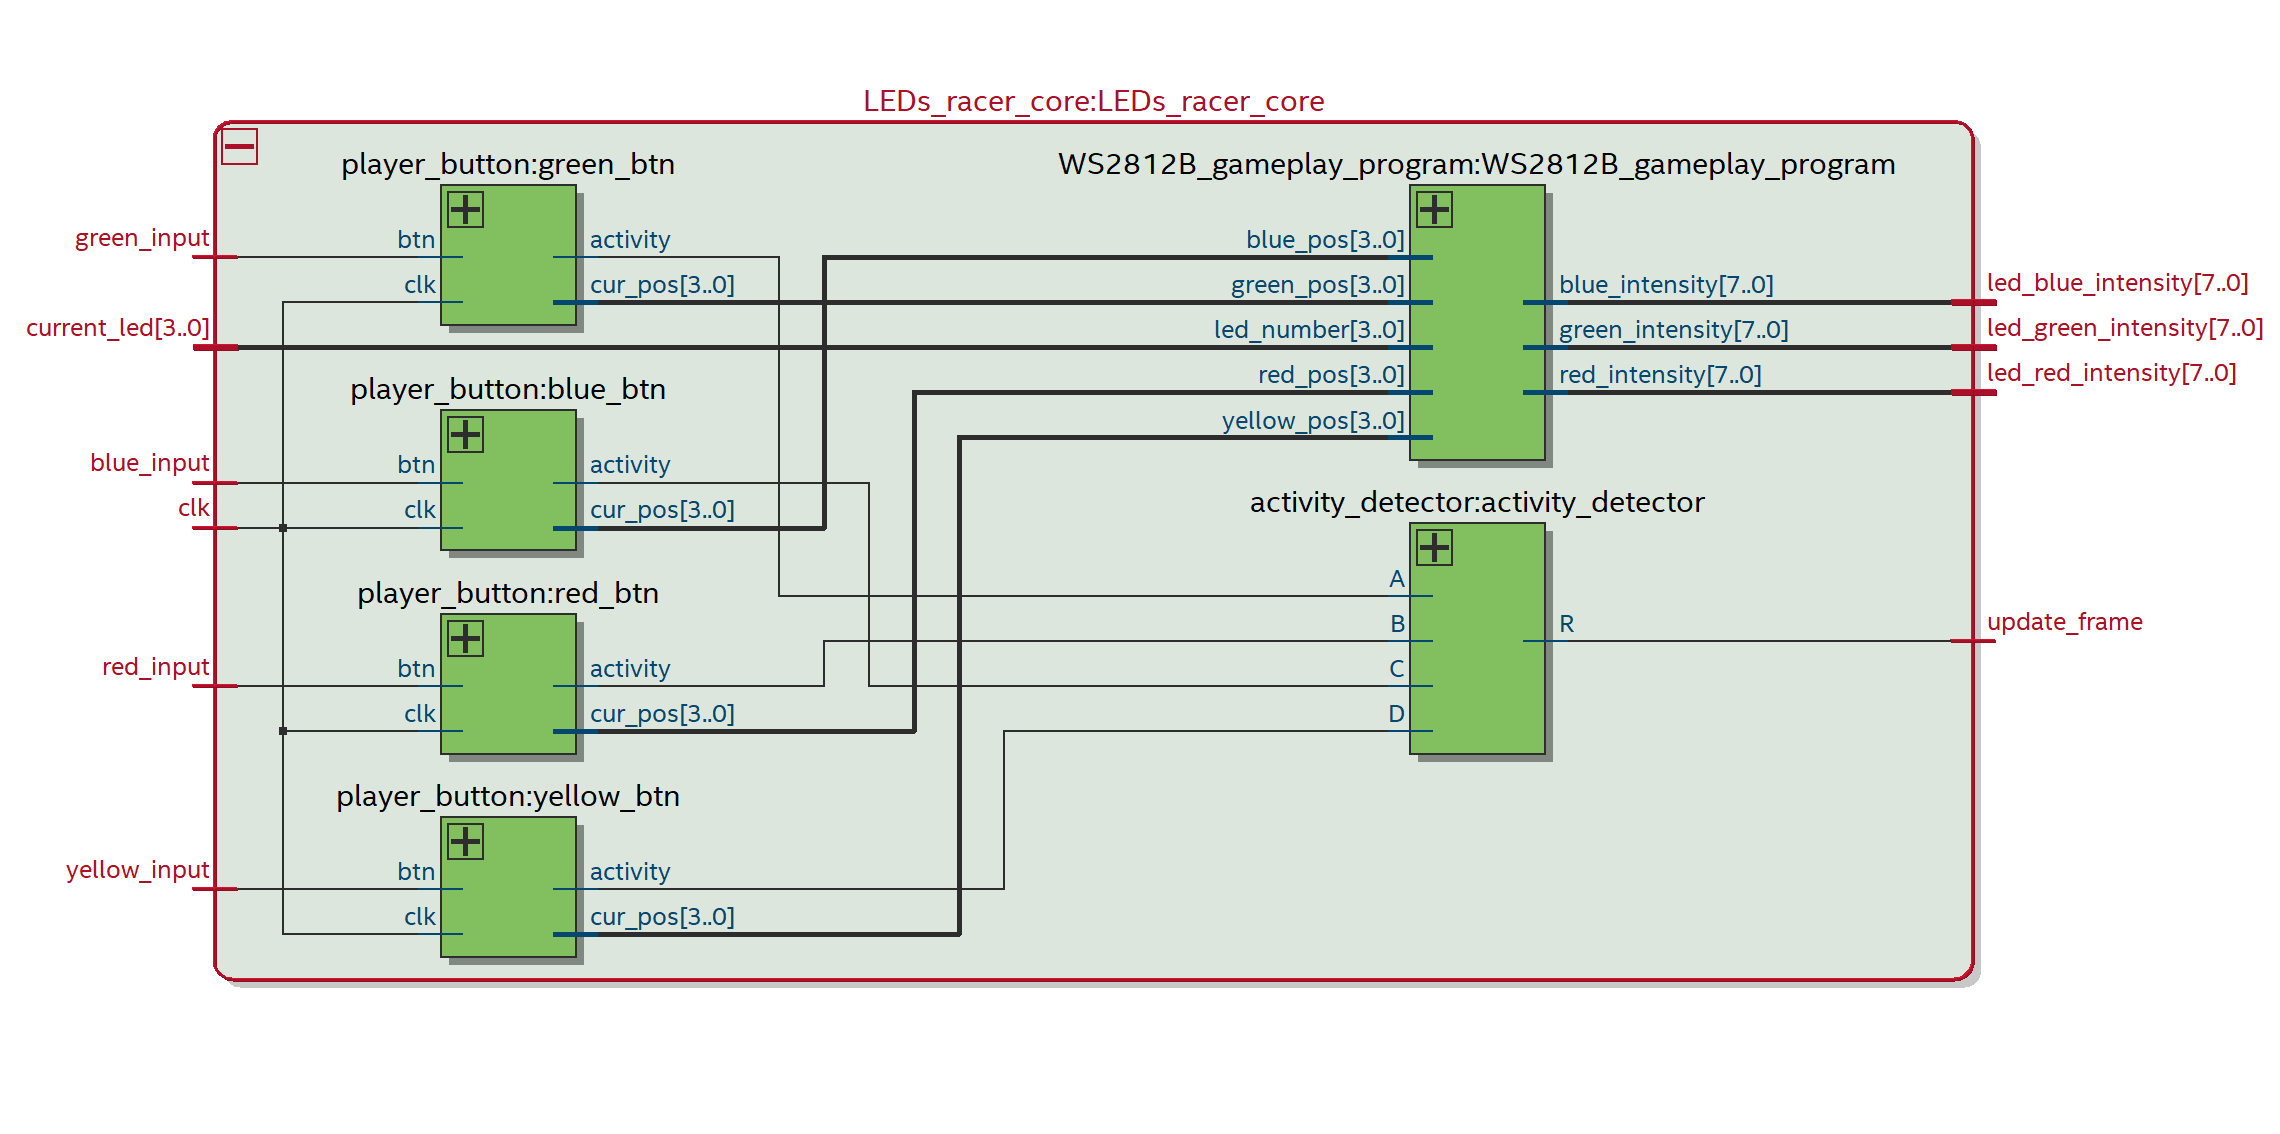 LEDs_racer_core:LEDs_racer_core
player_button:green_btn
green_input
btn
activity
clk
cur_pos[3..0]
current_led[3..0]
player_button:blue_btn
blue_input
btn
activity
clk
clk
cur_pos[3..0]
player_button:red_btn
red_input
btn
activity
clk
cur_pos[3..0]
player_button:yellow_btn
yellow_input
btn
activity
clk
cur_pos[3..0]
WS2812B_gameplay_program:WS2812B_gameplay_program
blue_pos[3..0]
green_pos[3..0]
blue_intensity[7..0]
led_blue_intensity[7..0]
led_number[3..0]
green_intensity[7..0]
led_green_intensity[7..0]
red_pos[3..0]
red_intensity[7..0]
led_red_intensity[7..0]
yellow_pos[3..0]
activity_detector:activity_detector
A
B
R
update_frame
C
D